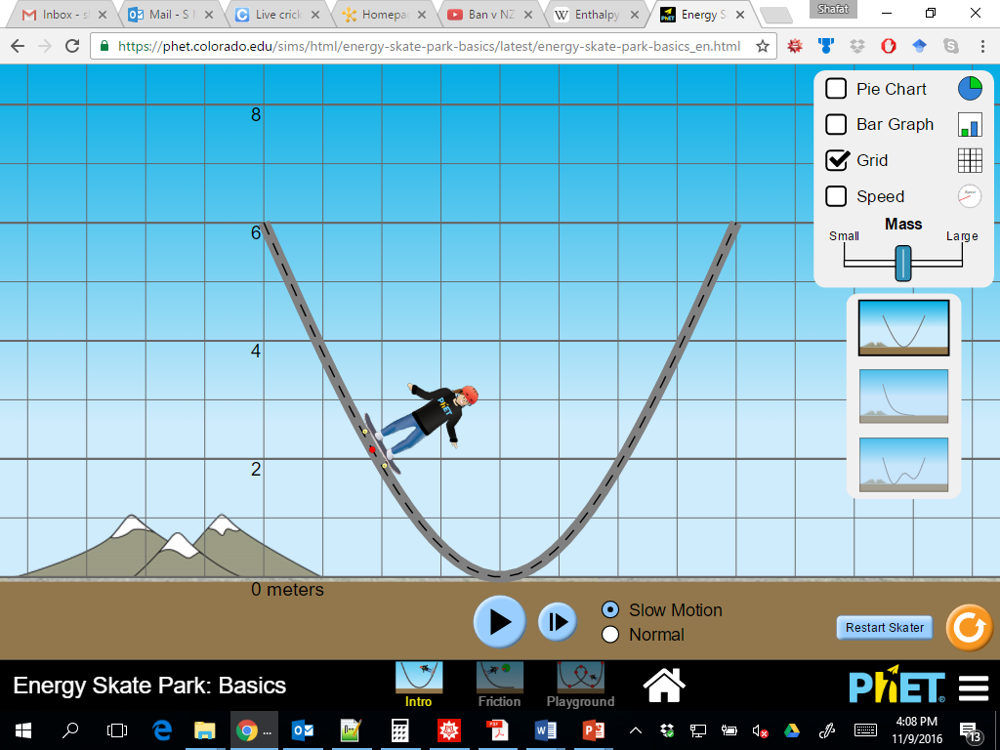 Inbox - sl
Mail - S M
Live crick
Homepa
Ban v NZ
Enthalpy
Energy S
Shafat
https://phet.colorado.edu/sims/html/energy-skate-park-basics/latest/energy-skate-park-basics_en.html
8
6
4
2
0 meters
PhET
Pie Chart
Bar Graph
Grid
Speed
Mass
Small
Large
Slow Motion
Normal
Restart Skater
Energy Skate Park: Basics
Intro
Friction
Playground
PhET
4:08 PM
11/9/2016
13